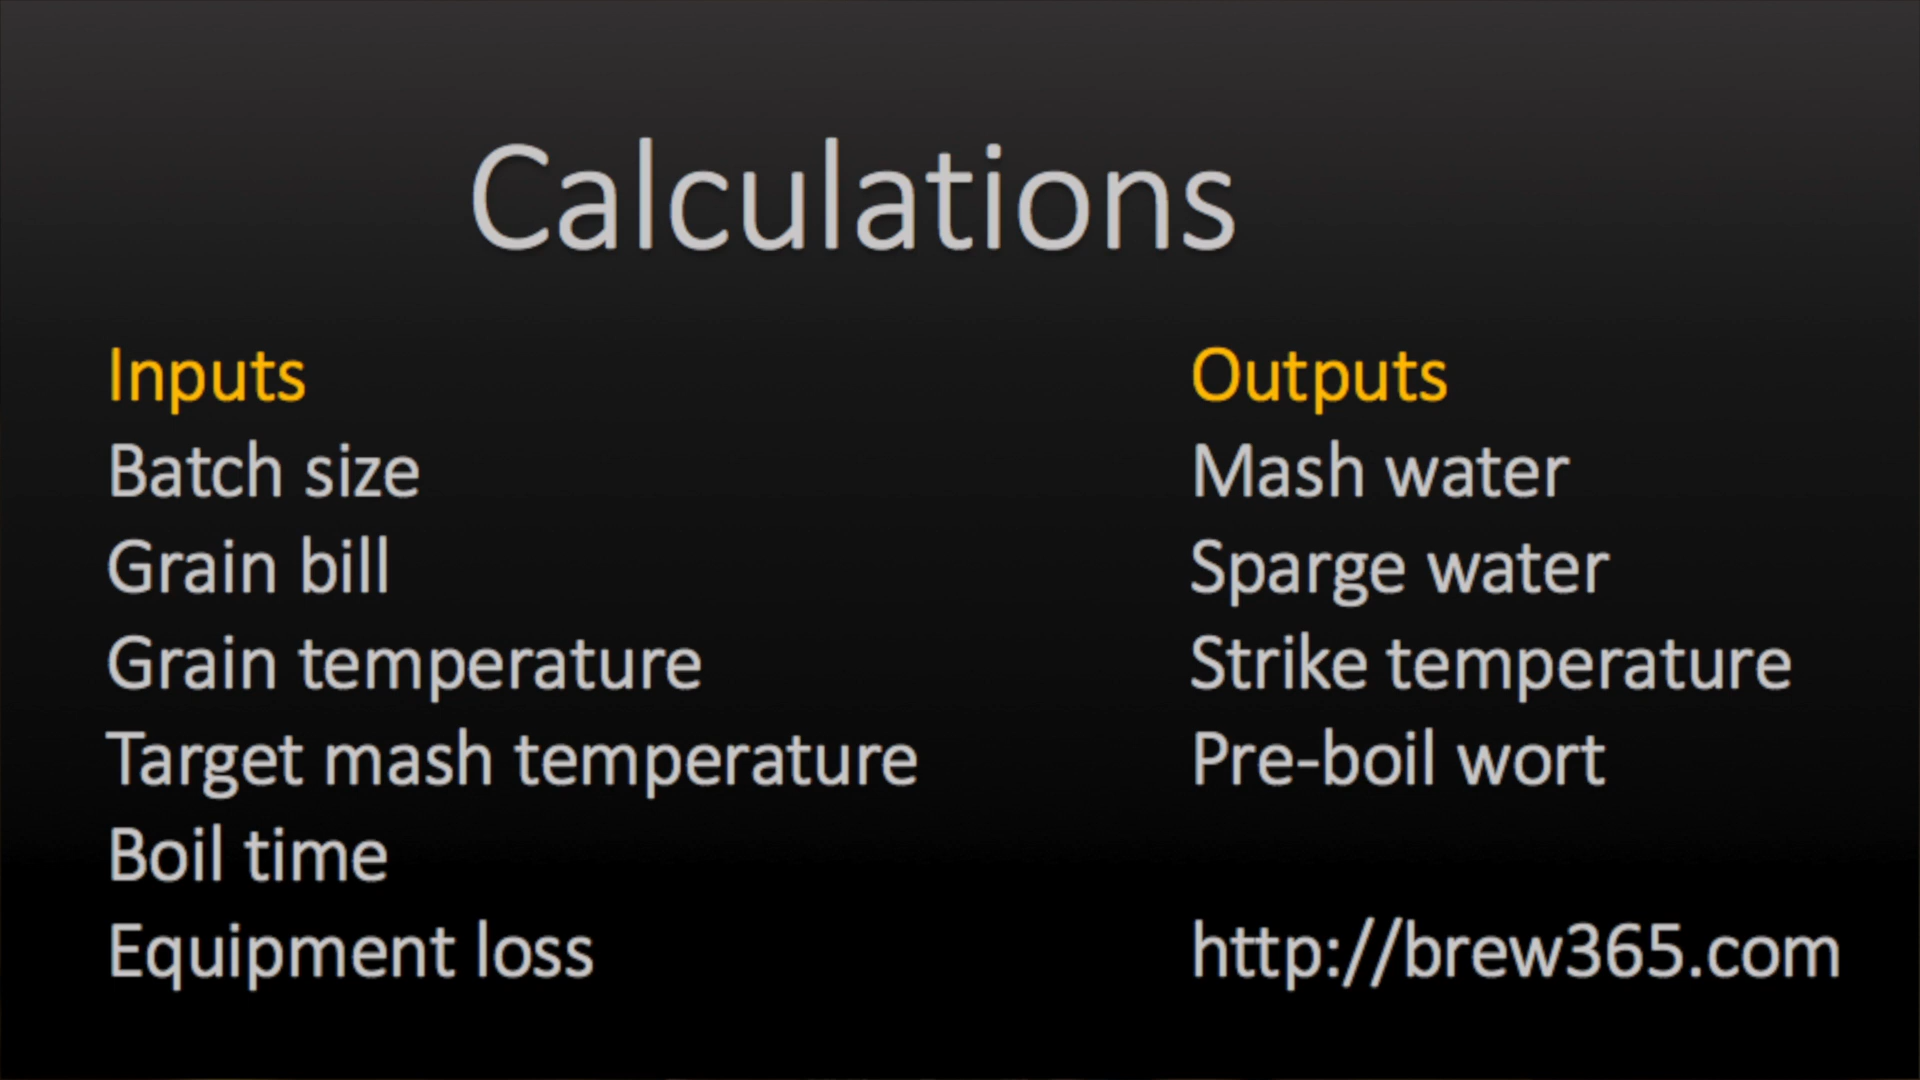 Calculations
Inputs
Batch size
Grain bill
Grain temperature
Target mash temperature
Boil time
Equipment loss
Outputs
Mash water
Sparge water
Strike temperature
Pre-boil wort
http://brew365.com